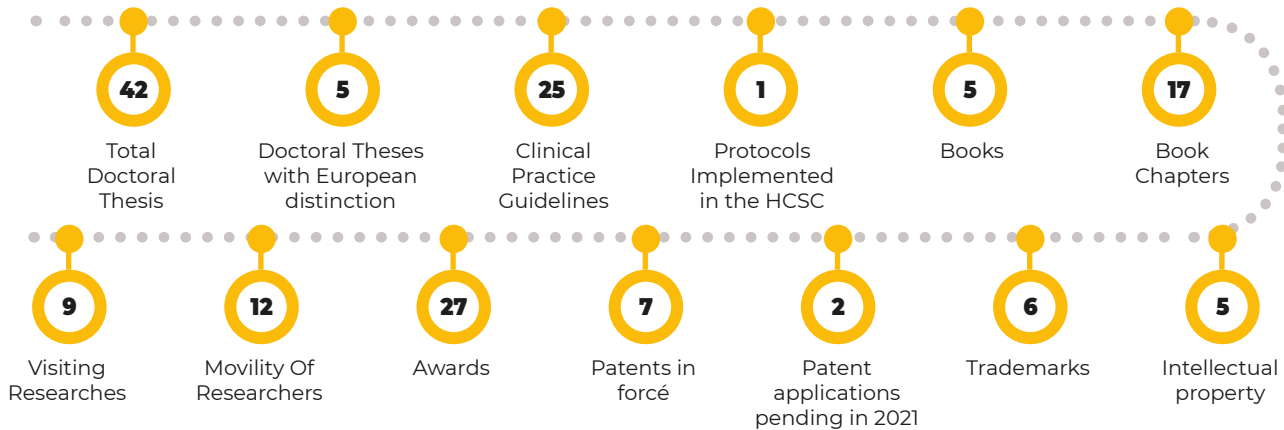 42
Total
Doctoral
Thesis
5
Doctoral Theses
with European
distinction
25
Clinical
Practice
Guidelines
1
Protocols
Implemented
in the HCSC
5
Books
17
Book
Chapters
9
Visiting
Researches
12
Movility Of
Researchers
27
Awards
7
Patents in
forcé
2
Patent
applications
pending in 2021
6
Trademarks
5
Intellectual
property